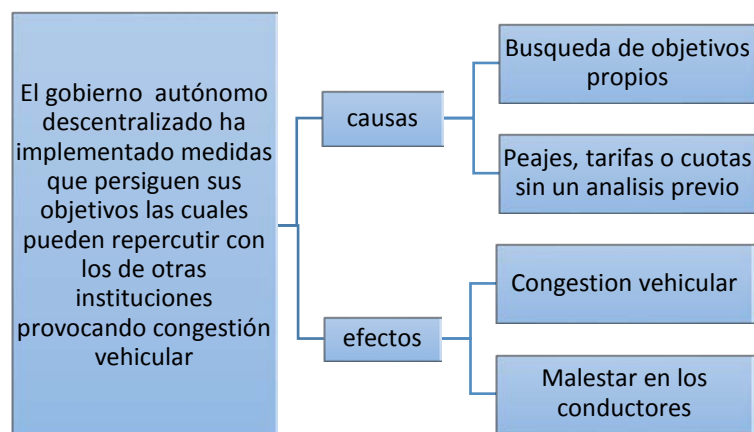 El gobierno autónomo
descentralizado ha
implementado medidas
que persiguen sus
objetivos las cuales
pueden repercutir con
los de otras
instituciones
provocando congestión
vehicular
causas
Busqueda de objetivos
propios
Peajes, tarifas o cuotas
sin un analisis previo
efectos
Congestion vehicular
Malestar en los
conductores